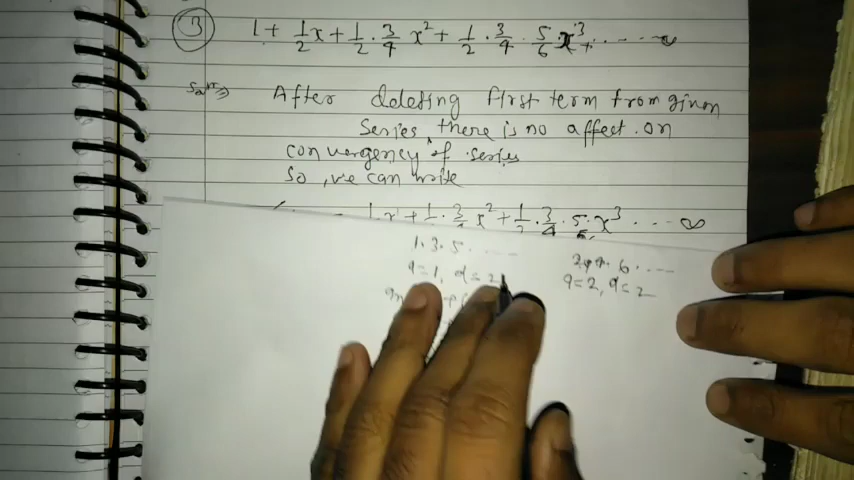 3 1 + 1/2 x + 1/2 · 3/4 x² + 1/2 · 3/4 · 5/6 x³ + - - - - ∞
Solⁿ⇒ After deleting first term from given
series, there is no affect on
convergency of series
so, we can write
1/2 x + 1/2 · 3/4 x² + 1/2 · 3/4 · 5/6 x³ - - - ∞
1· 3· 5 - - - -
2· 4· 6 - - - -
a=1, d=2
a=2, d=2